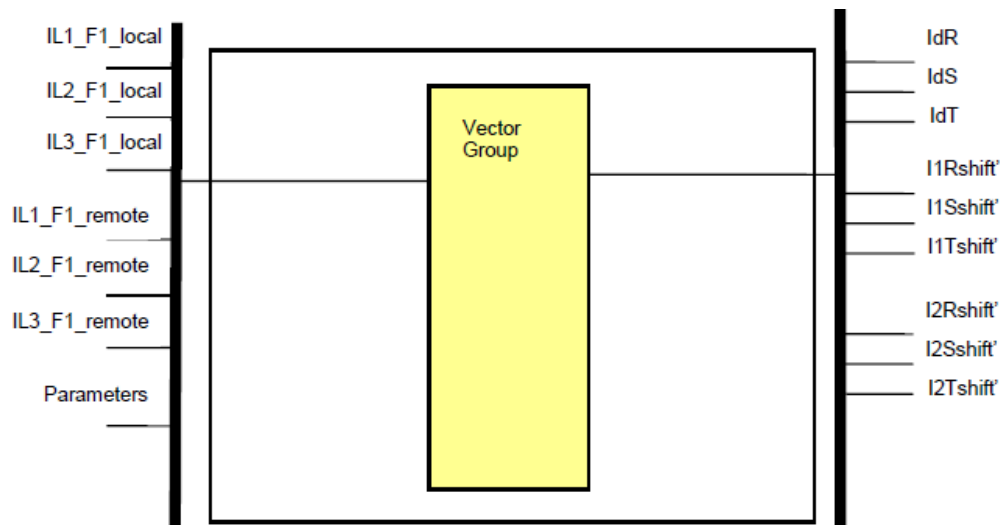 IL1_F1_local
IL2_F1_local
IL3_F1_local
IL1_F1_remote
IL2_F1_remote
IL3_F1_remote
Parameters
Vector
Group
IdR
IdS
IdT
I1Rshift'
I1Sshift'
I1Tshift'
I2Rshift'
I2Sshift'
I2Tshift'